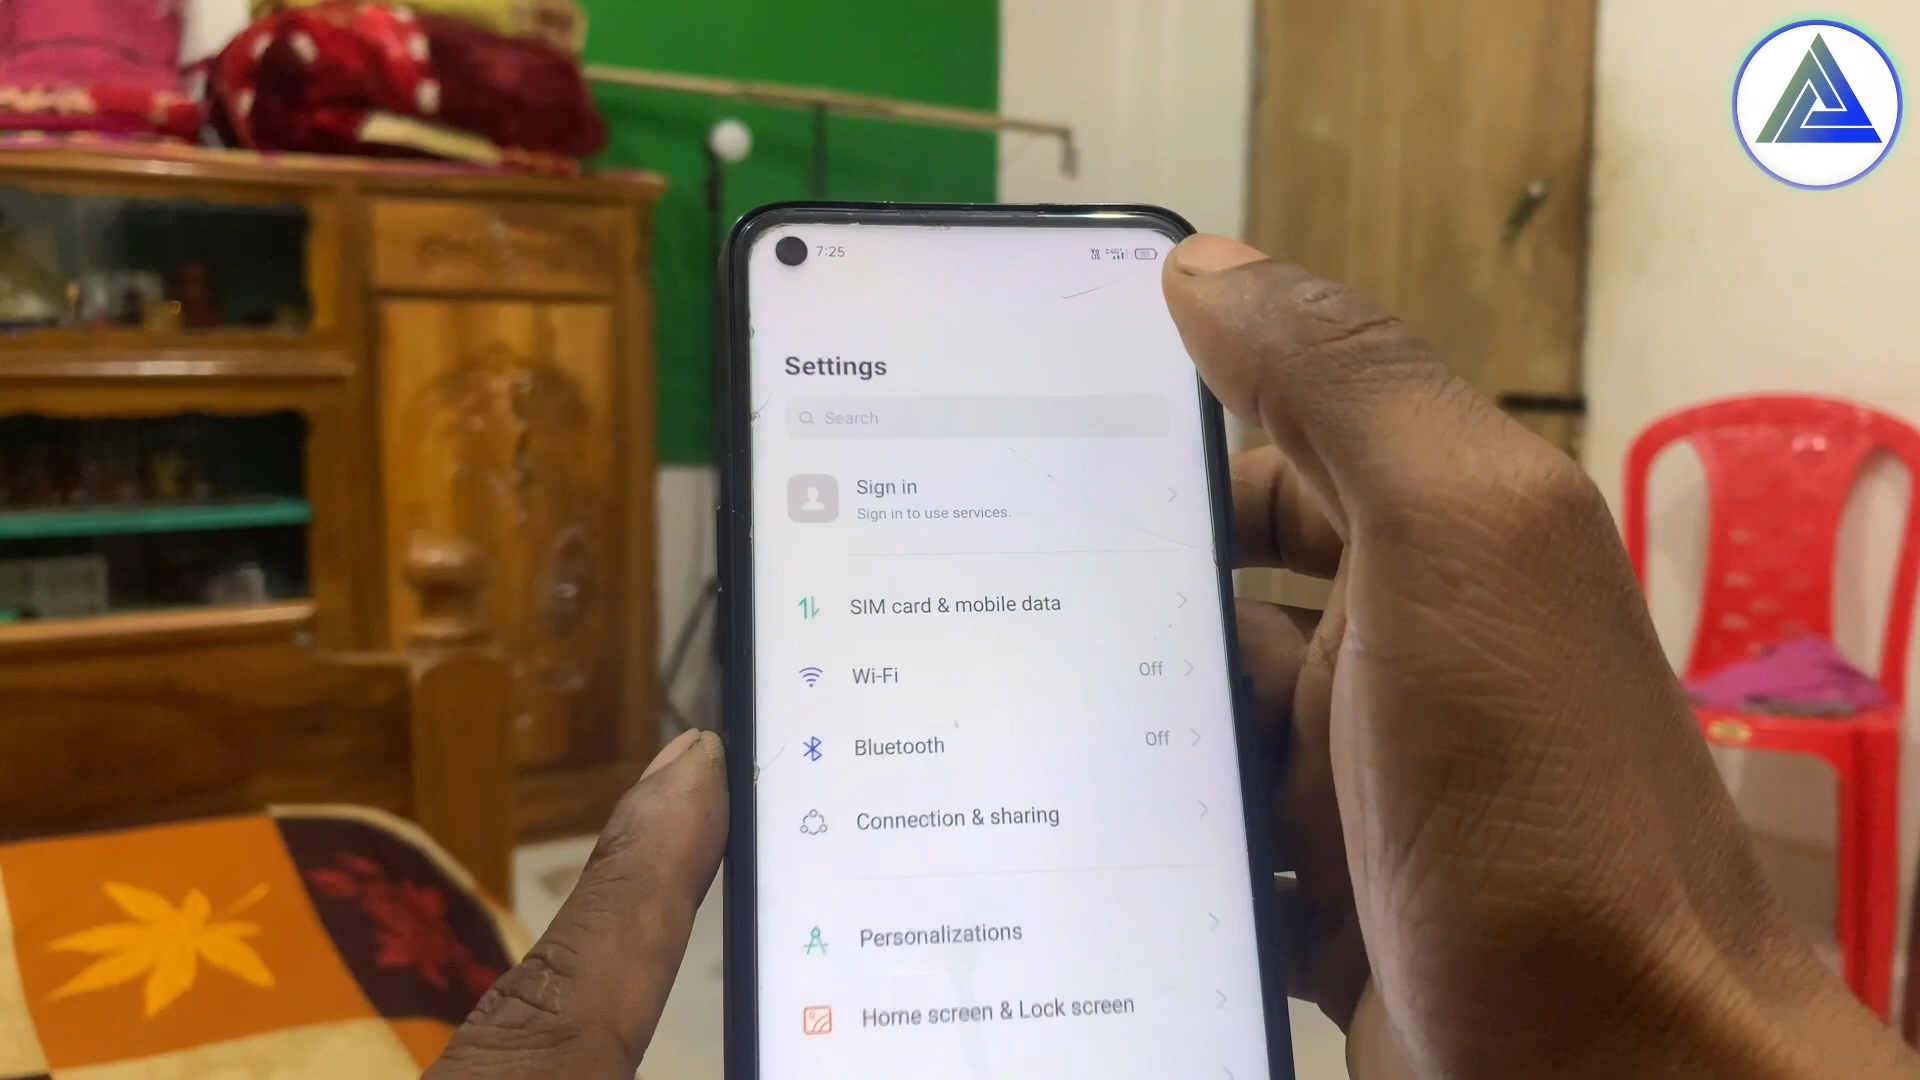 7:25
Settings
Search
Sign in
Sign in to use services.
SIM card & mobile data
Wi-Fi Off
Bluetooth Off
Connection & sharing
Personalizations
Home screen & Lock screen